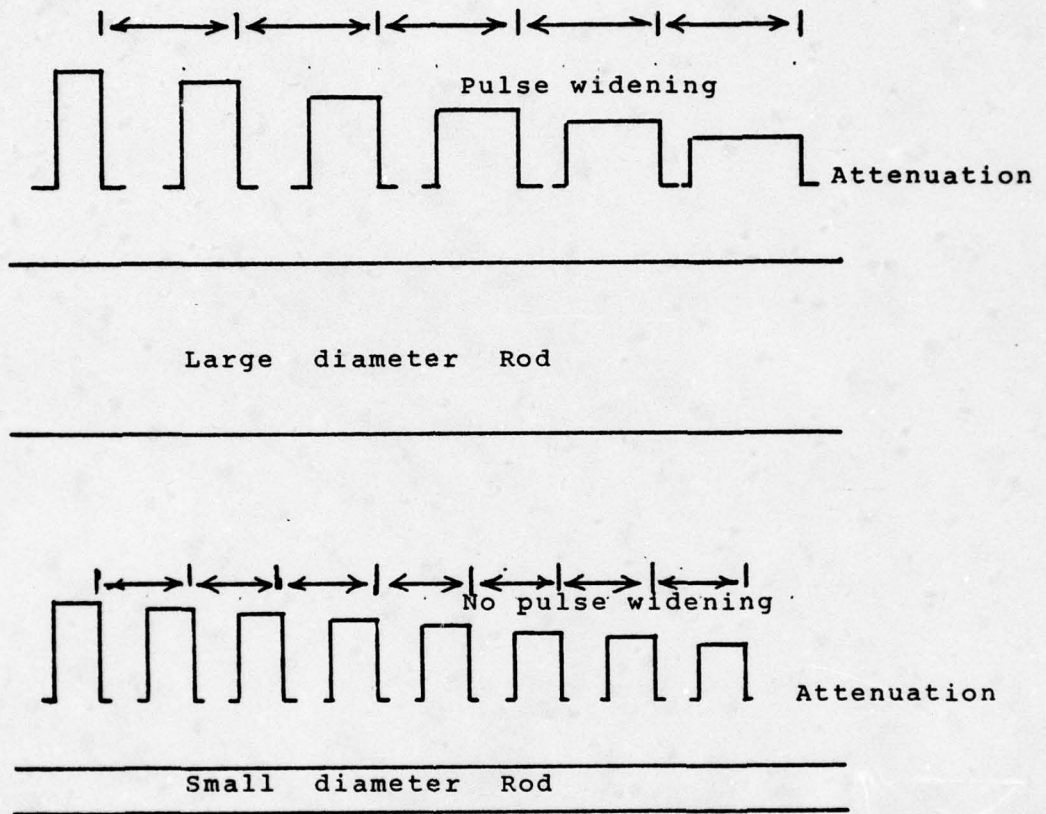 Pulse widening
Attenuation
Large diameter Rod
No pulse widening
Attenuation
Small diameter Rod